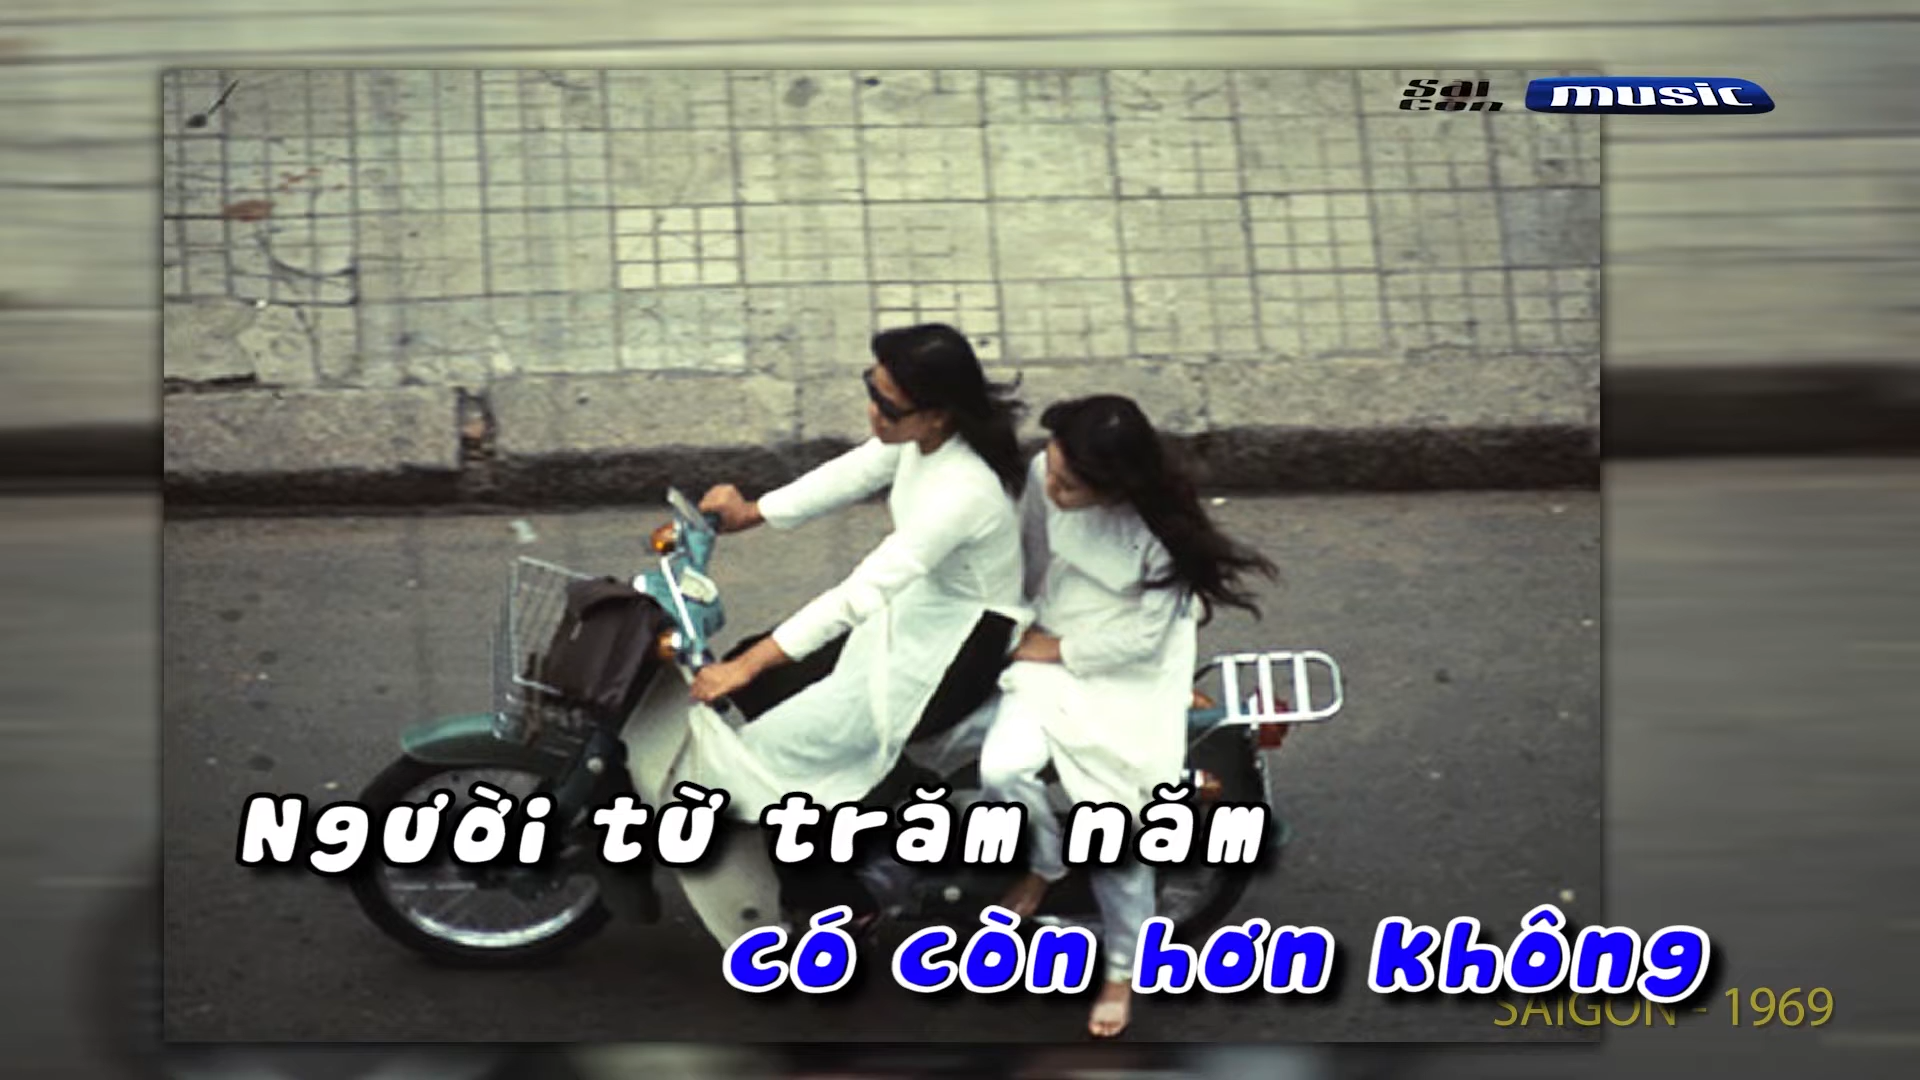 Sài
Gòn
music
Người từ trăm năm
có còn hơn không
SAIGON - 1969